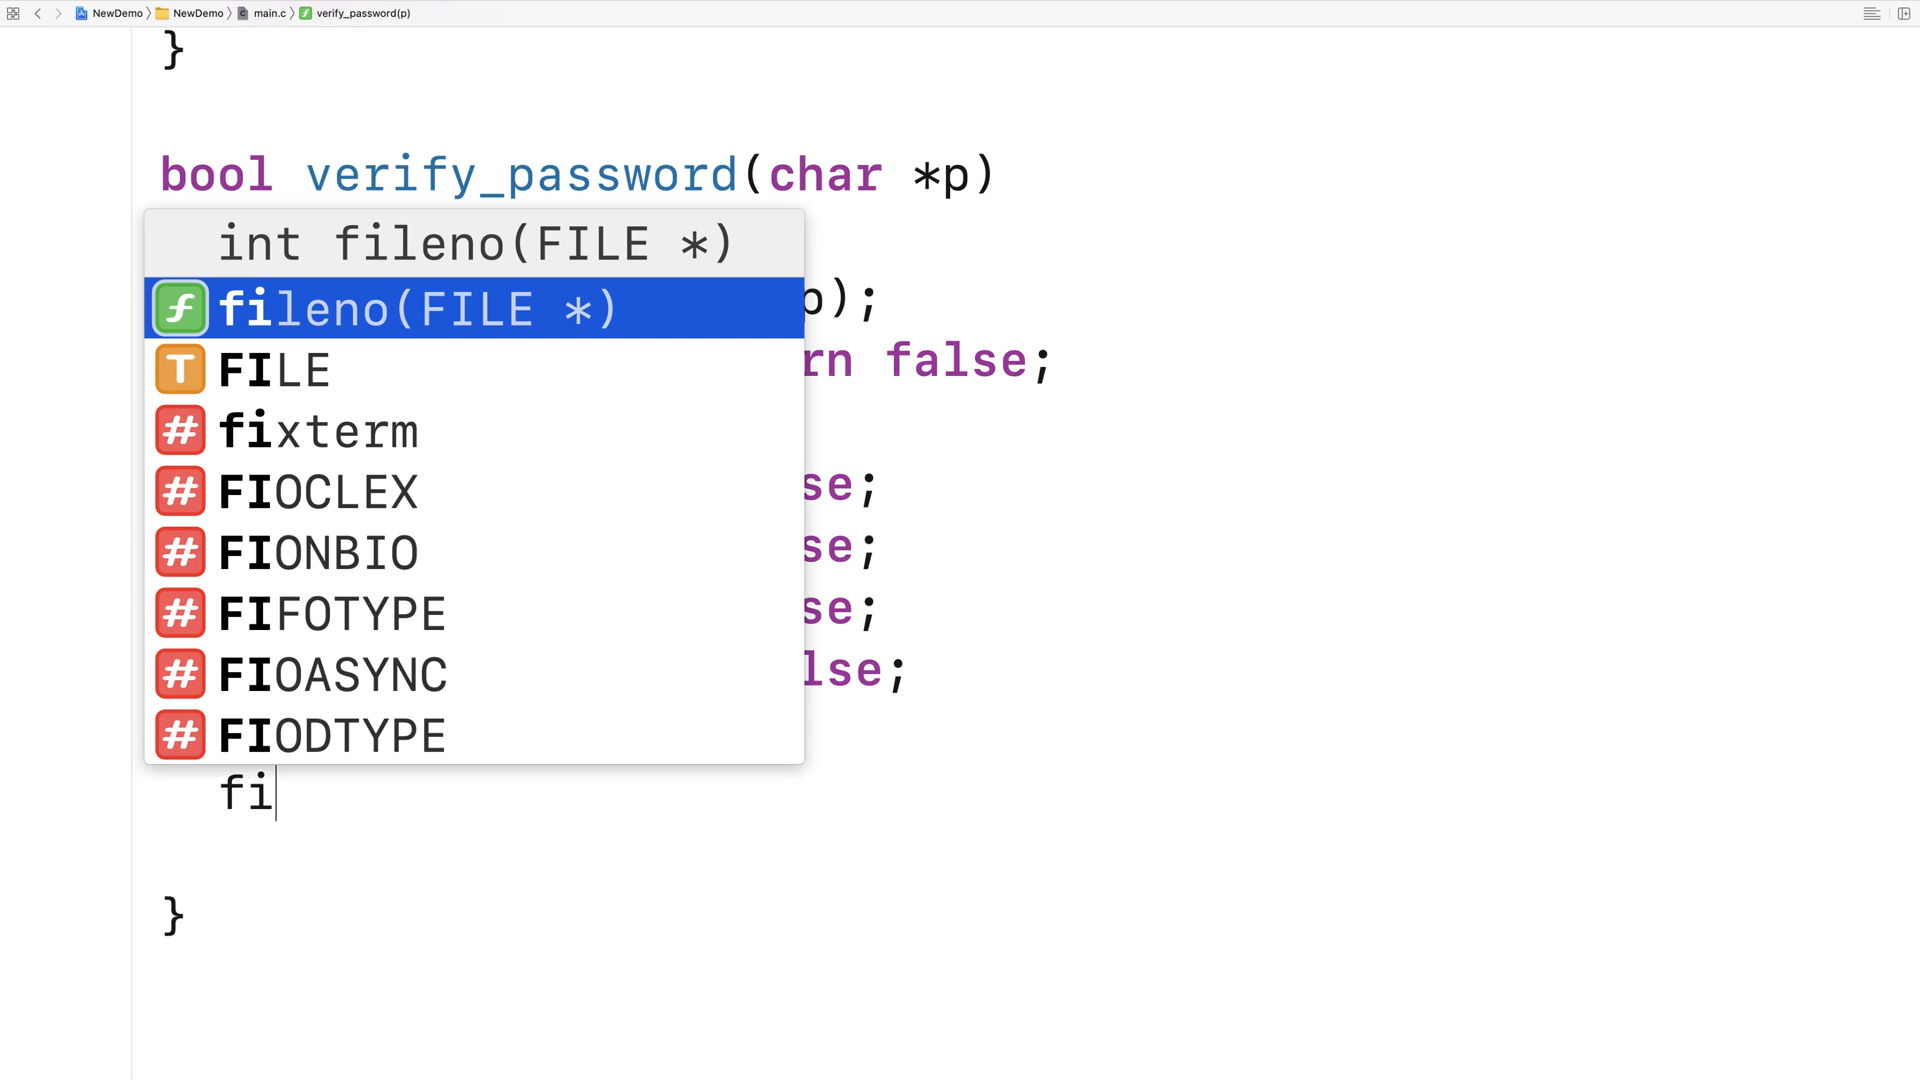 NewDemo NewDemo main.c verify_password(p)
}
bool verify_password(char *p)
int fileno(FILE *)
fileno(FILE *)
p);
FILE
rn false;
fixterm
FIOCLEX
se;
FIONBIO
se;
FIFOTYPE
se;
FIOASYNC
lse;
FIODTYPE
fi
}